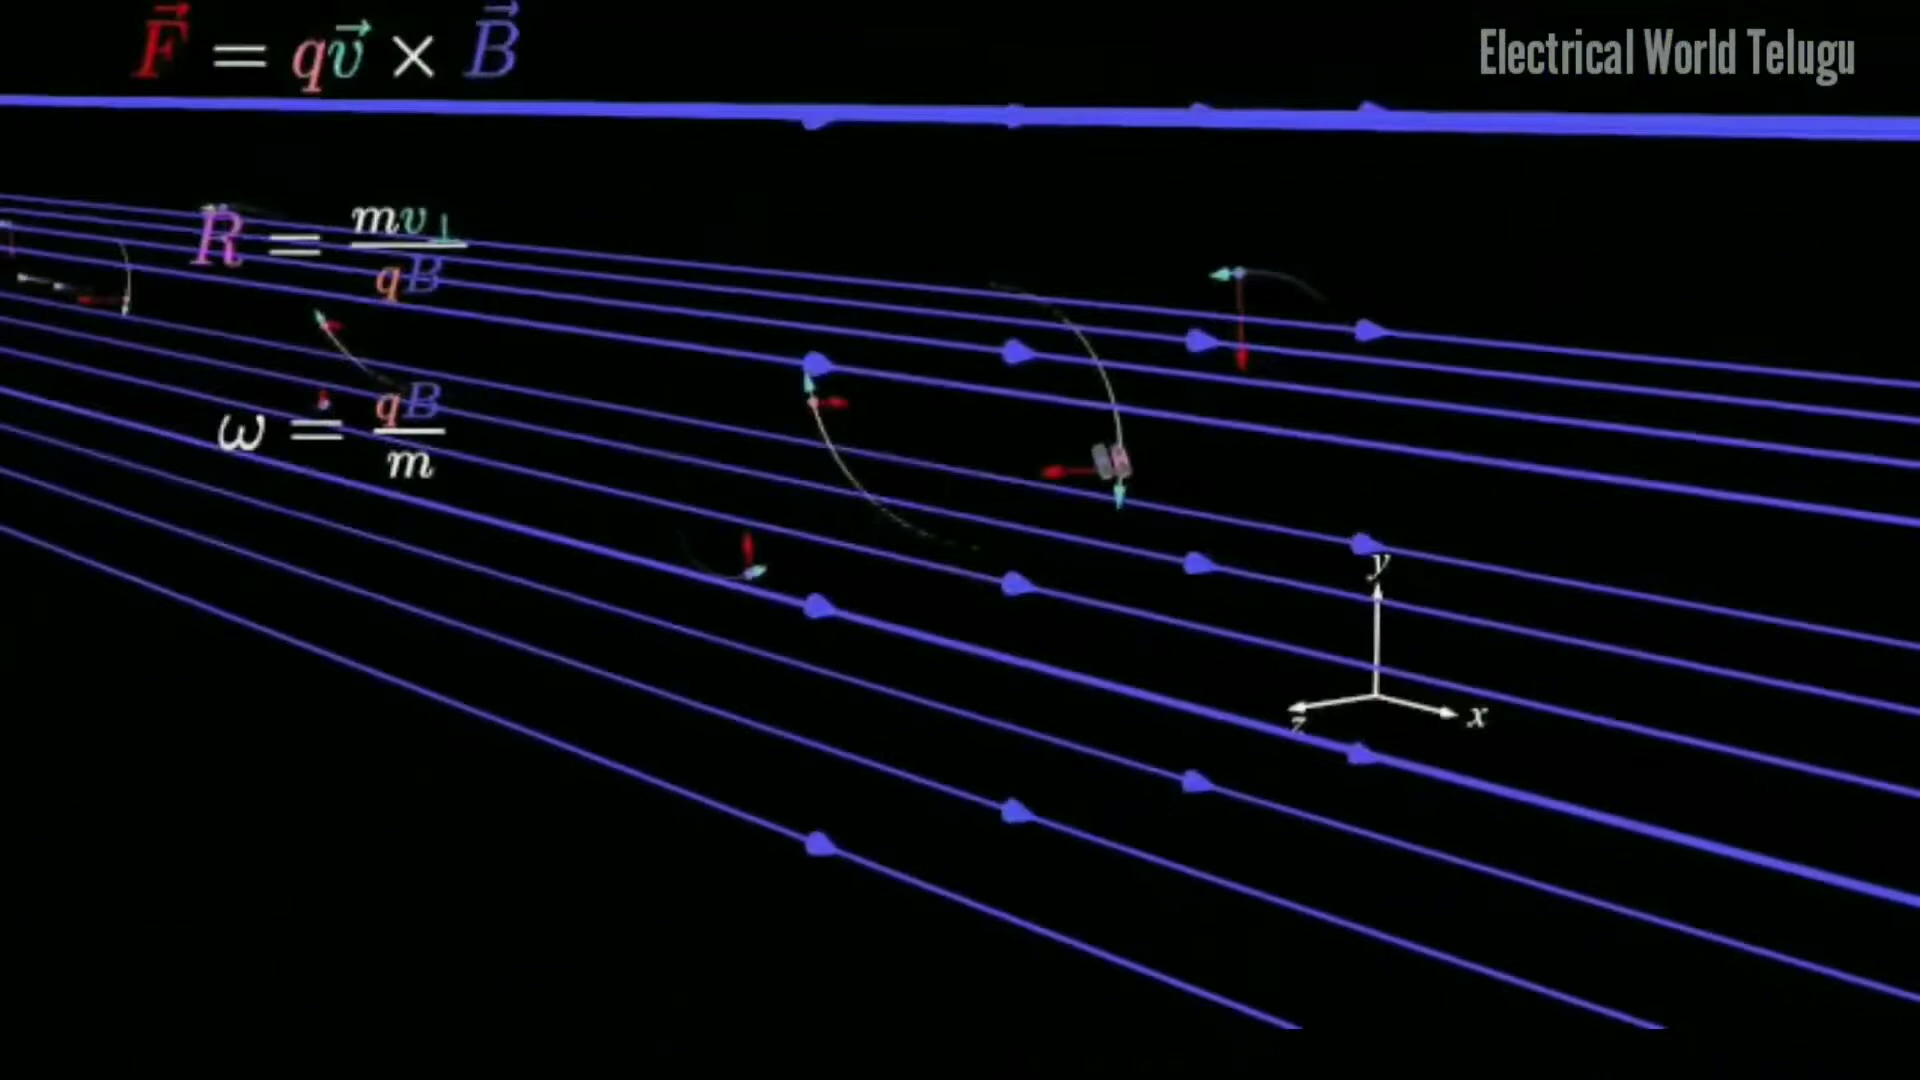 F⃗ = qv⃗ × B⃗
Electrical World Telugu
R = mv⊥ / qB
ω = qB / m
y
z
x